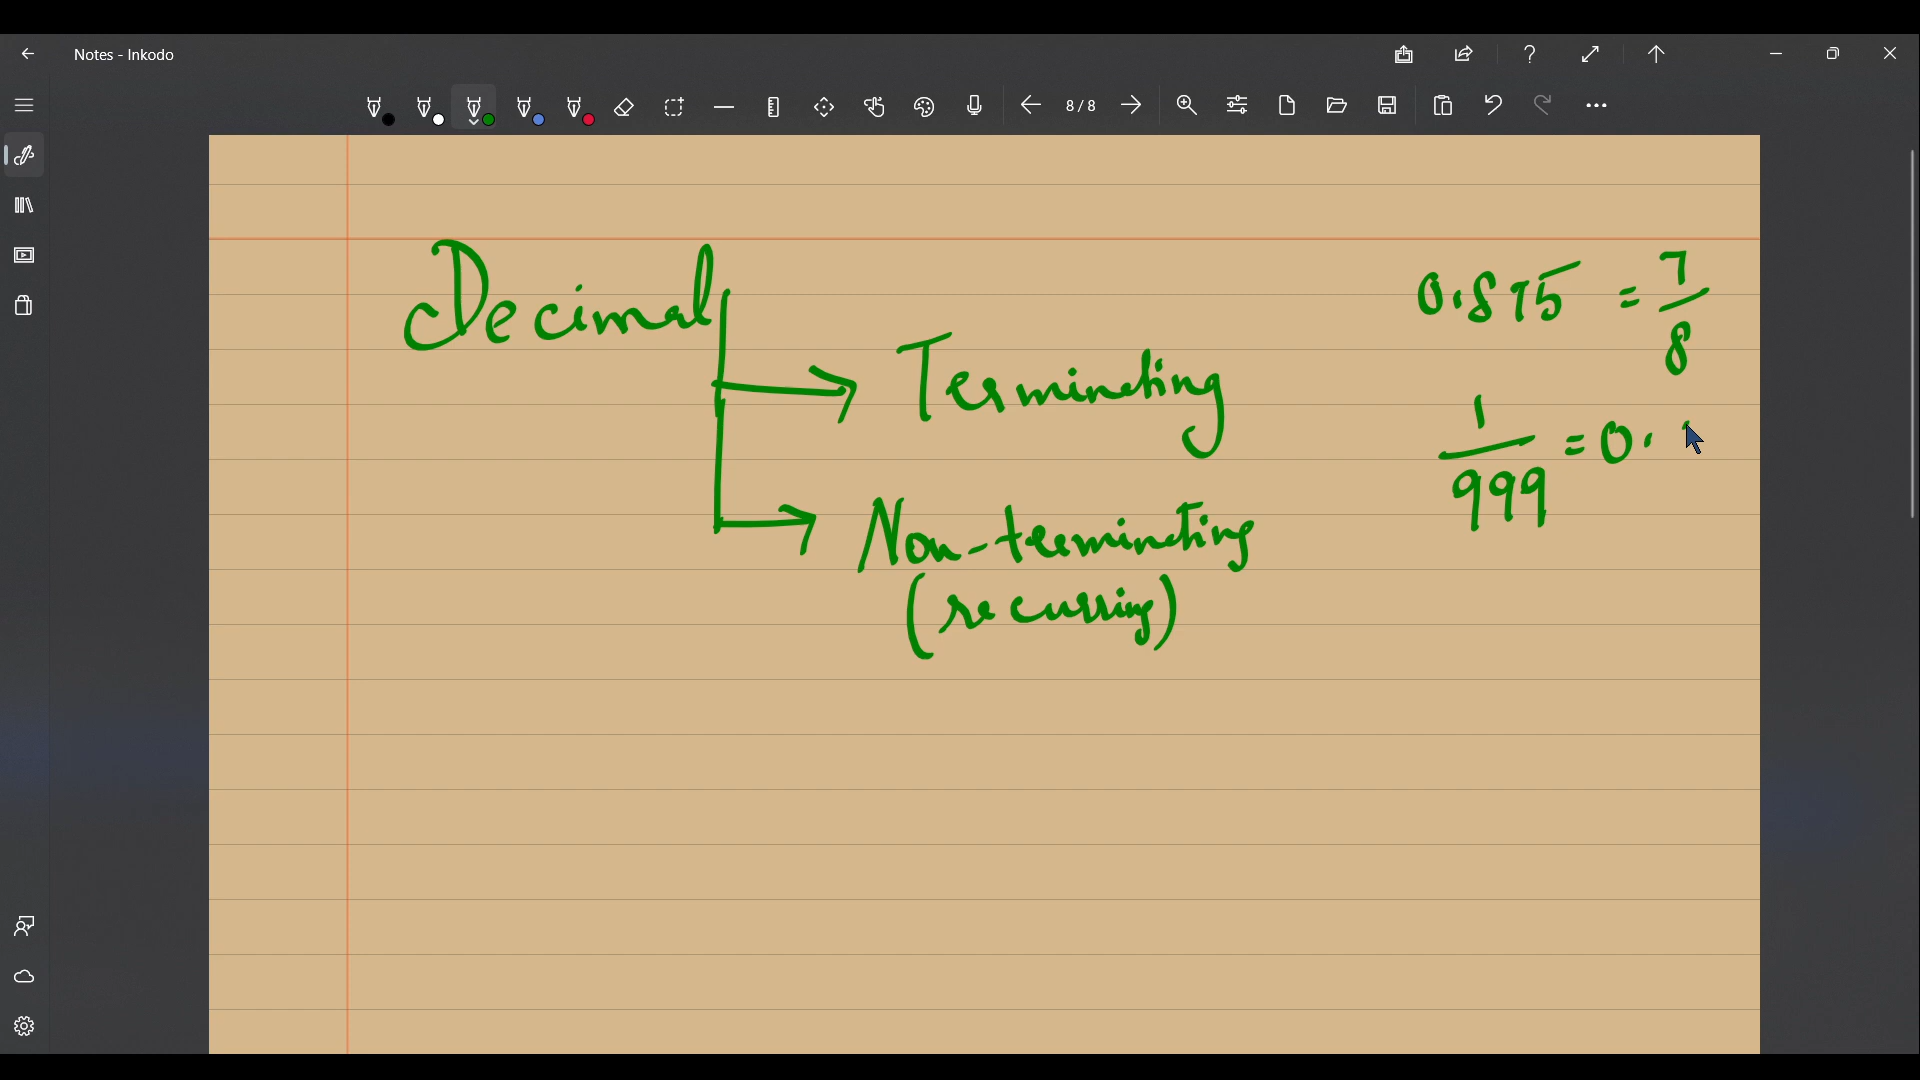 Notes - Inkodo
8 / 8
Decimal
0.875 = 7/8
Terminating
1/999 = 0.
Non-terminating
(recurring)